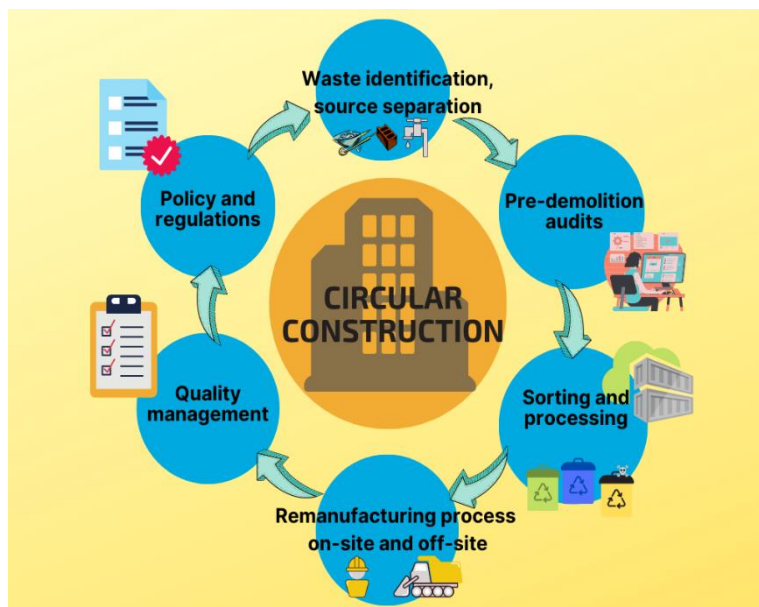 Waste identification,
source separation
Pre-demolition
audits
Sorting and
processing
Remanufacturing process
on-site and off-site
Quality
management
Policy and
regulations
CIRCULAR
CONSTRUCTION